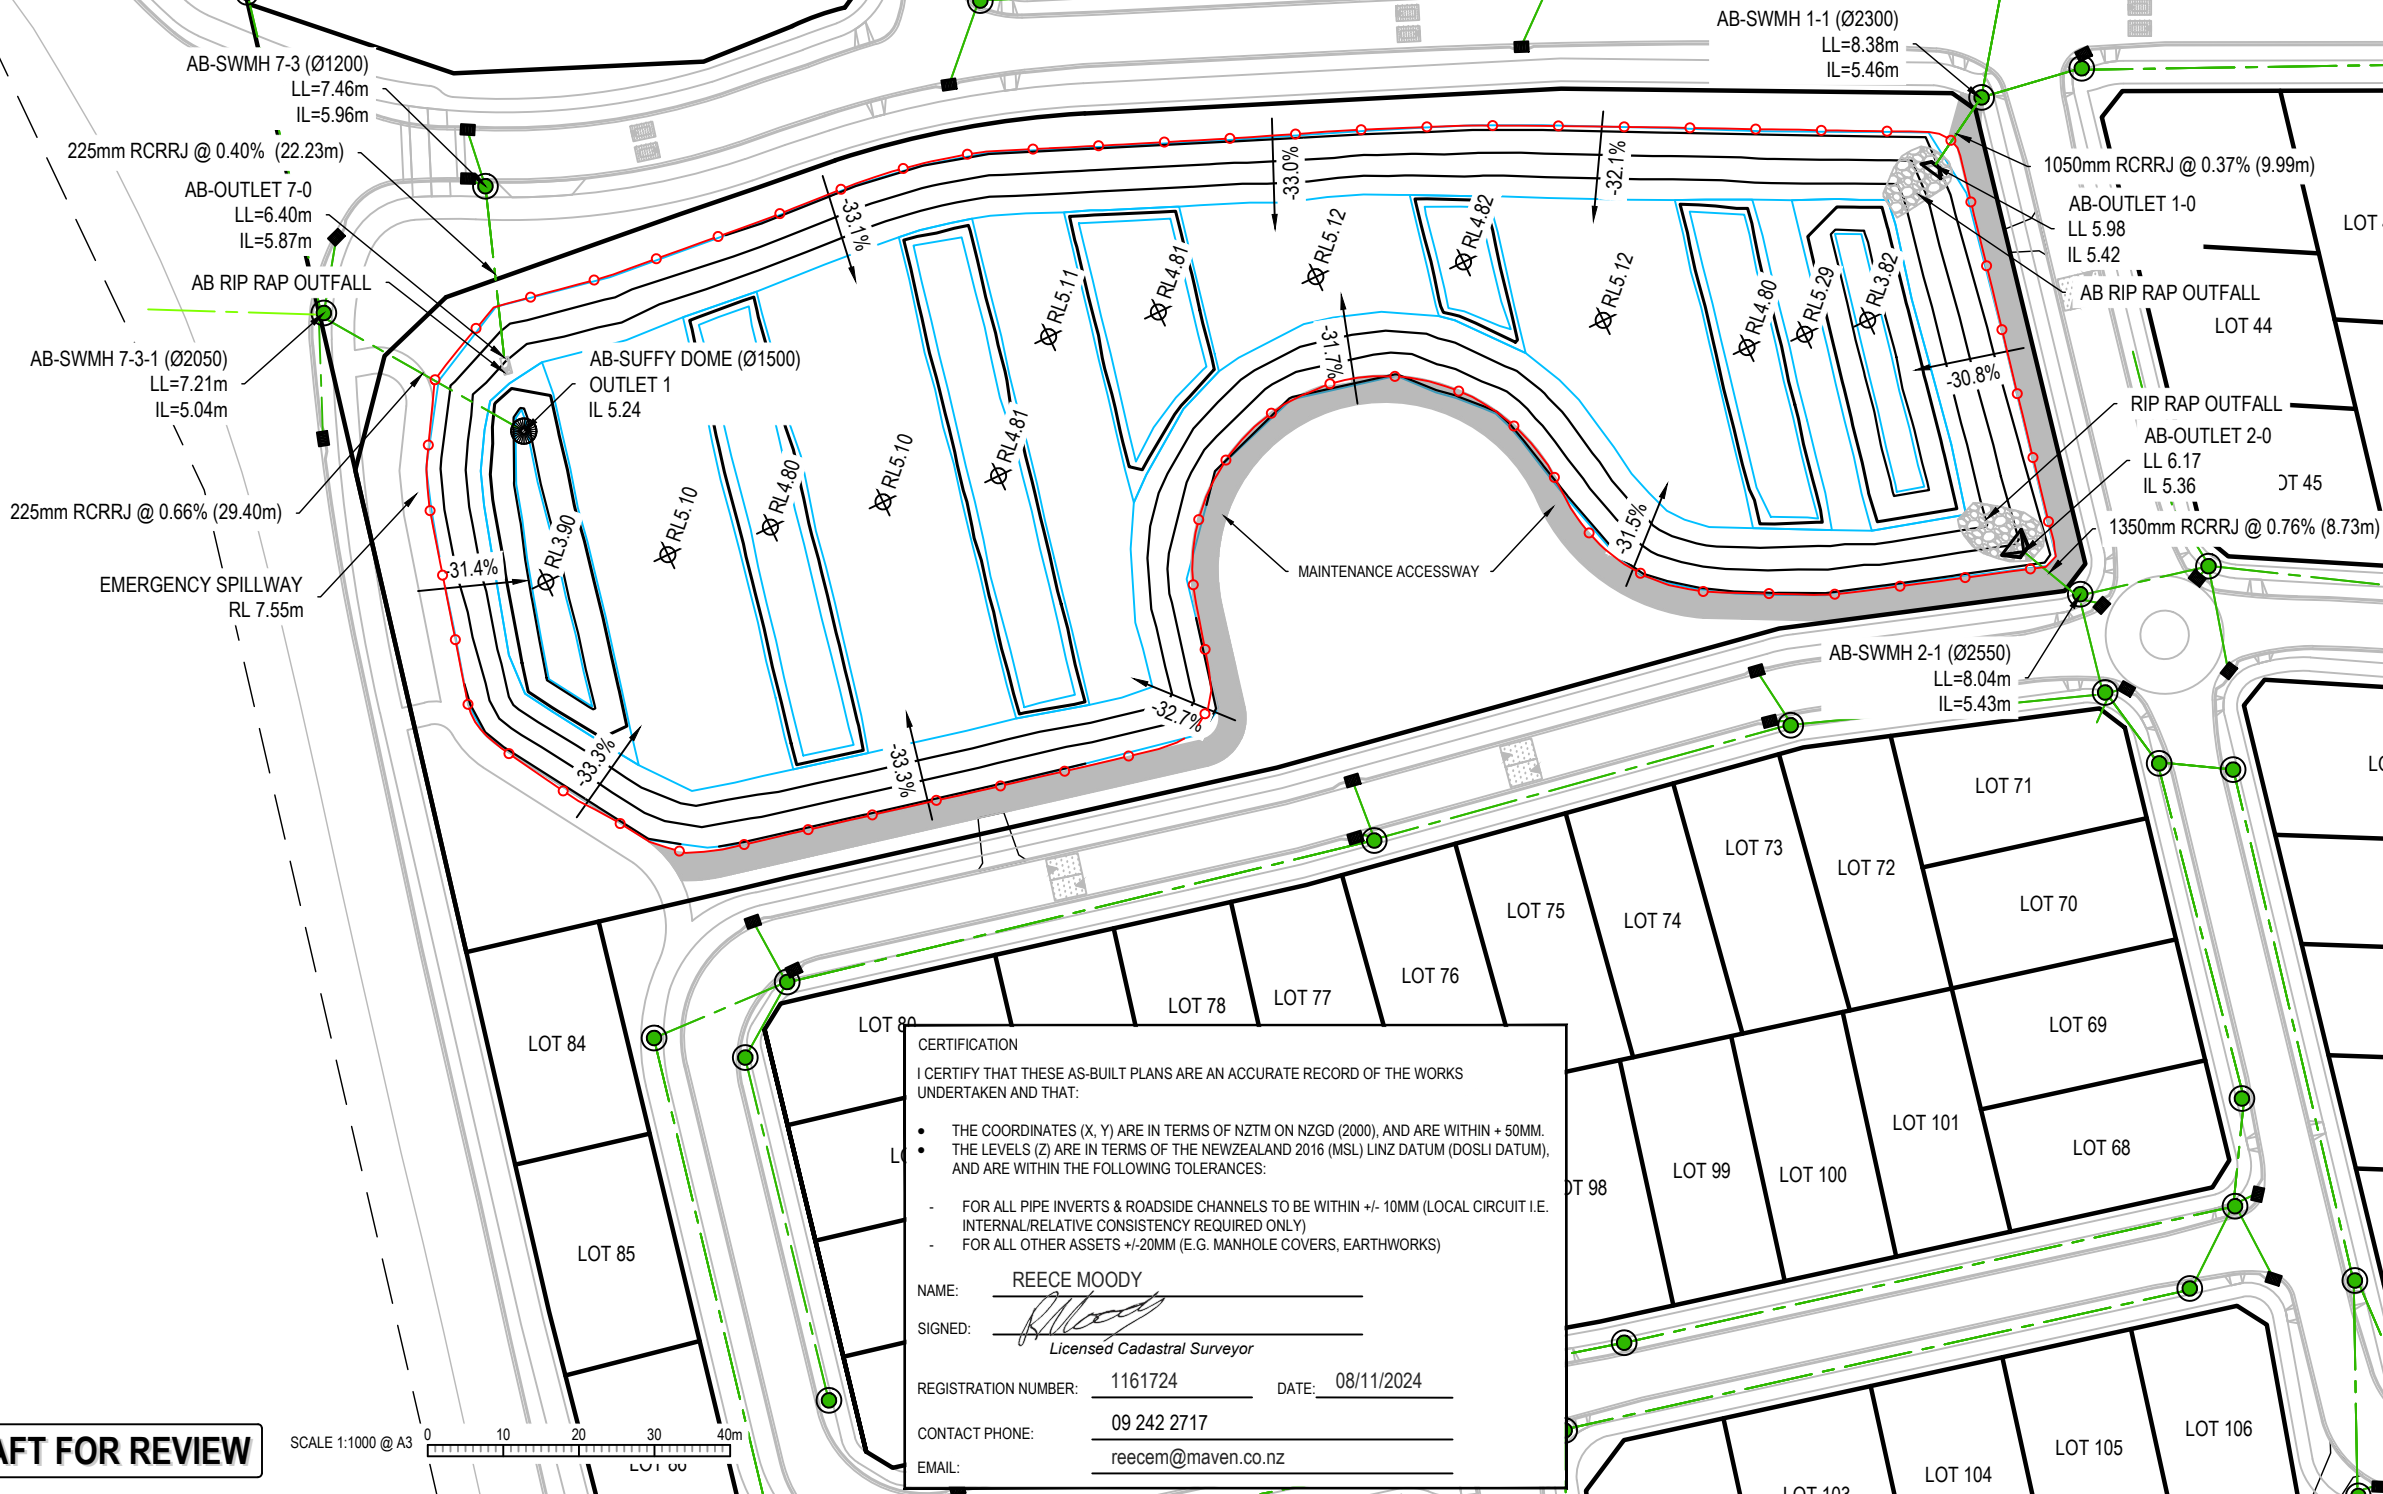 AB-SWMH 7-3 (Ø1200)
LL=7.46m
IL=5.96m
225mm RCRRJ @ 0.40% (22.23m)
AB-OUTLET 7-0
LL=6.40m
IL=5.87m
AB RIP RAP OUTFALL
AB-SWMH 7-3-1 (Ø2050)
LL=7.21m
IL=5.04m
225mm RCRRJ @ 0.66% (29.40m)
EMERGENCY SPILLWAY
RL 7.55m
AB-SUFFY DOME (Ø1500)
OUTLET 1
IL 5.24
AB-SWMH 1-1 (Ø2300)
LL=8.38m
IL=5.46m
1050mm RCRRJ @ 0.37% (9.99m)
AB-OUTLET 1-0
LL 5.98
IL 5.42
AB RIP RAP OUTFALL
LOT
LOT 44
RIP RAP OUTFALL
AB-OUTLET 2-0
LL 6.17
IL 5.36
OT 45
1350mm RCRRJ @ 0.76% (8.73m)
AB-SWMH 2-1 (Ø2550)
LL=8.04m
IL=5.43m
MAINTENANCE ACCESSWAY
-33.1%
-33.0%
-32.1%
-31.7%
-30.8%
-31.5%
-31.4%
-33.3%
-33.3%
-32.7%
RL3.90
RL5.10
RL4.80
RL5.10
RL4.81
RL5.11
RL4.81
RL5.12
RL4.82
RL5.12
RL4.80
RL5.29
RL3.82
LOT 71
LOT 73
LOT 72
LOT 70
LOT 75
LOT 74
LOT 76
LOT 77
LOT 78
LOT 80
LOT 69
LOT 84
LOT 101
LOT 68
LOT 99
LOT 100
OT 98
LOT 85
LOT 106
LOT 105
LOT 104
LOT 103
LOT 86
CERTIFICATION
I CERTIFY THAT THESE AS-BUILT PLANS ARE AN ACCURATE RECORD OF THE WORKS
UNDERTAKEN AND THAT:
• THE COORDINATES (X, Y) ARE IN TERMS OF NZTM ON NZGD (2000), AND ARE WITHIN + 50MM.
• THE LEVELS (Z) ARE IN TERMS OF THE NEWZEALAND 2016 (MSL) LINZ DATUM (DOSLI DATUM),
AND ARE WITHIN THE FOLLOWING TOLERANCES:
- FOR ALL PIPE INVERTS & ROADSIDE CHANNELS TO BE WITHIN +/- 10MM (LOCAL CIRCUIT I.E.
INTERNAL/RELATIVE CONSISTENCY REQUIRED ONLY)
- FOR ALL OTHER ASSETS +/-20MM (E.G. MANHOLE COVERS, EARTHWORKS)
NAME: REECE MOODY
SIGNED: RMoody
Licensed Cadastral Surveyor
REGISTRATION NUMBER: 1161724 DATE: 08/11/2024
CONTACT PHONE: 09 242 2717
EMAIL: reecem@maven.co.nz
AFT FOR REVIEW
SCALE 1:1000 @ A3
0 10 20 30 40m